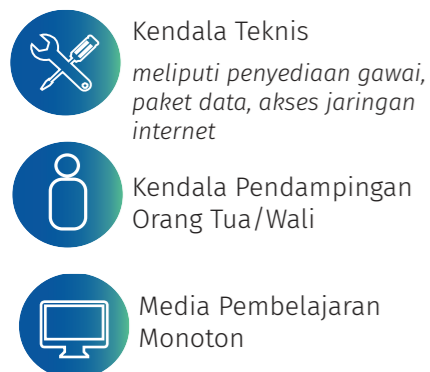 Kendala Teknis
meliputi penyediaan gawai,
paket data, akses jaringan
internet
Kendala Pendampingan
Orang Tua/Wali
Media Pembelajaran
Monoton